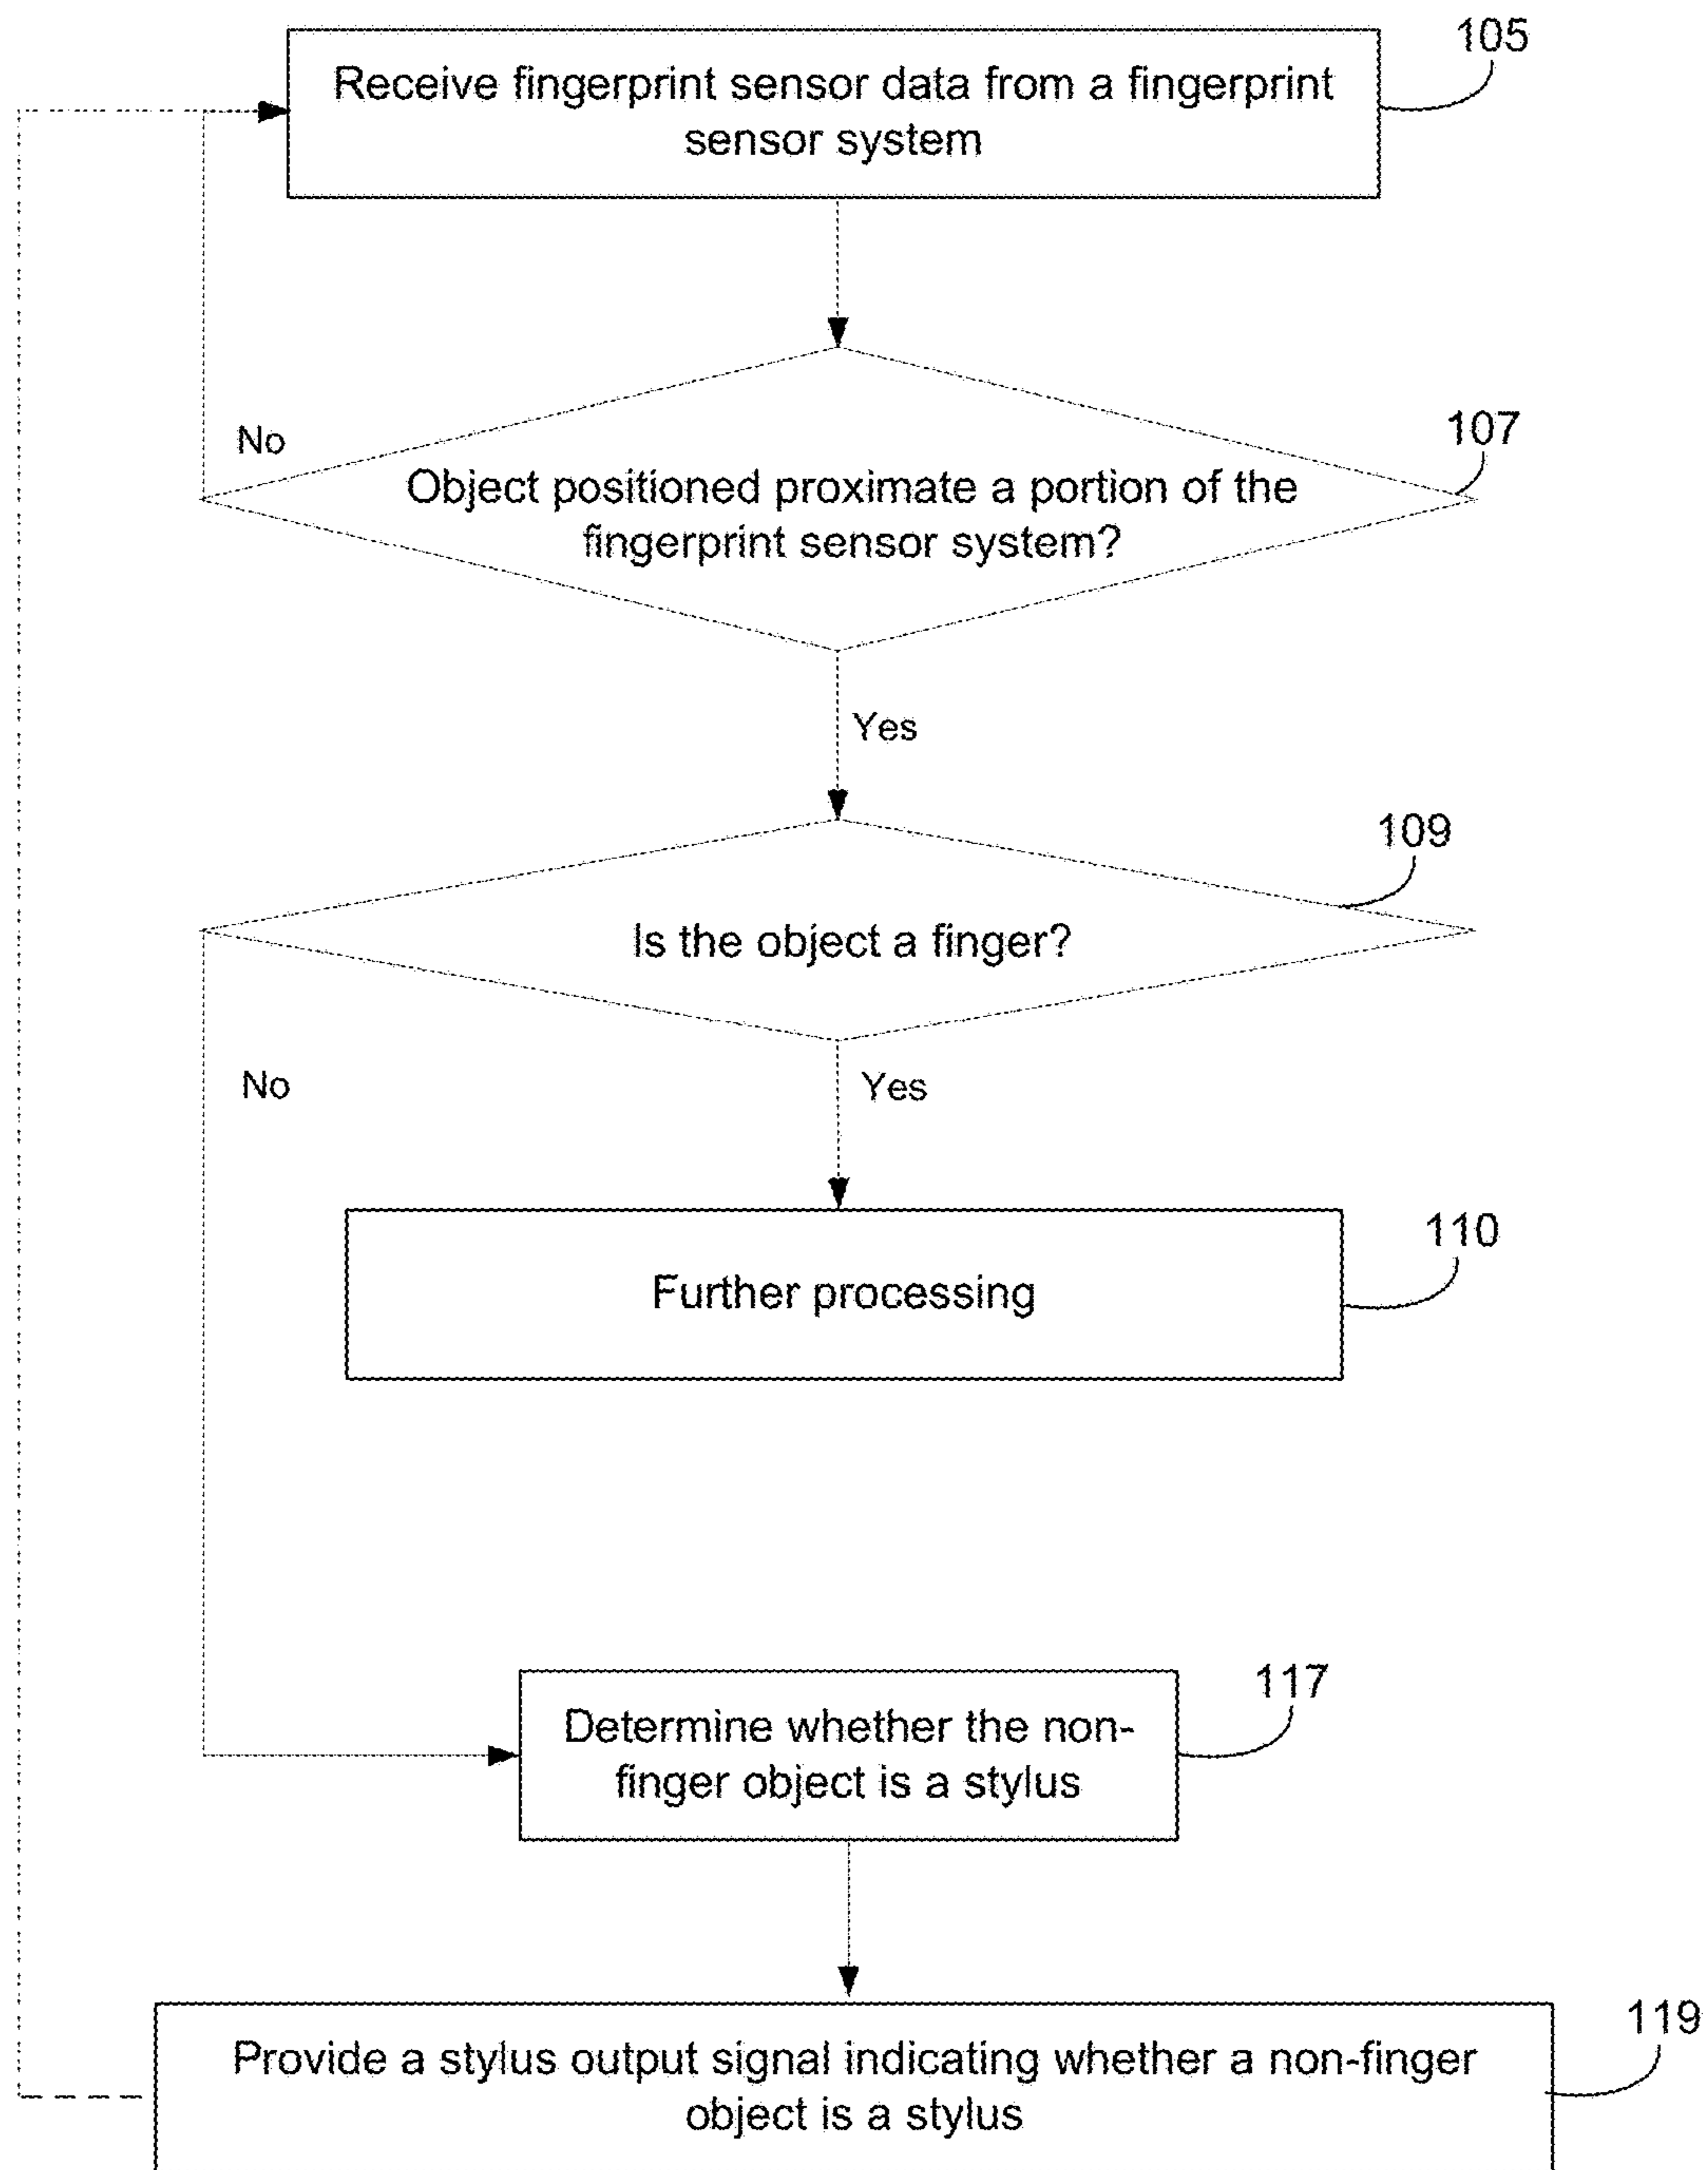 105
Receive fingerprint sensor data from a fingerprint
sensor system
No
107
Object positioned proximate a portion of the
fingerprint sensor system?
Yes
109
Is the object a finger?
No
Yes
110
Further processing
117
Determine whether the non-
finger object is a stylus
119
Provide a stylus output signal indicating whether a non-finger
object is a stylus